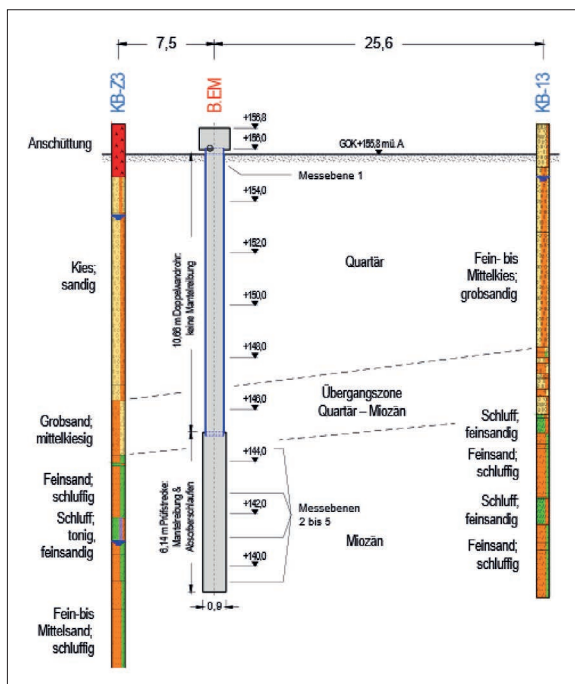 7,5
25,6
KB-Z3
B.EM
KB-13
Anschüttung
+156,8
+156,0
GOK+155,8 mü. A
Messebene 1
+154,0
+152,0
Kies;
sandig
10,66 m Doppelwandrohr:
keine Mantelreibung
Quartär
Fein- bis
Mittelkies;
grobsandig
+150,0
+148,0
Übergangszone
Quartär – Miozän
+146,0
Grobsand;
mittelkiesig
Schluff;
feinsandig
+144,0
Feinsand;
schluffig
Feinsand;
schluffig
6,14 m Prüfstrecke:
Mantelreibung &
Absorberschlaufen
+142,0
Messebenen
2 bis 5
Schluff;
tonig,
feinsandig
Schluff;
feinsandig
Miozän
+140,0
Feinsand;
schluffig
0,9
Fein-bis
Mittelsand;
schluffig